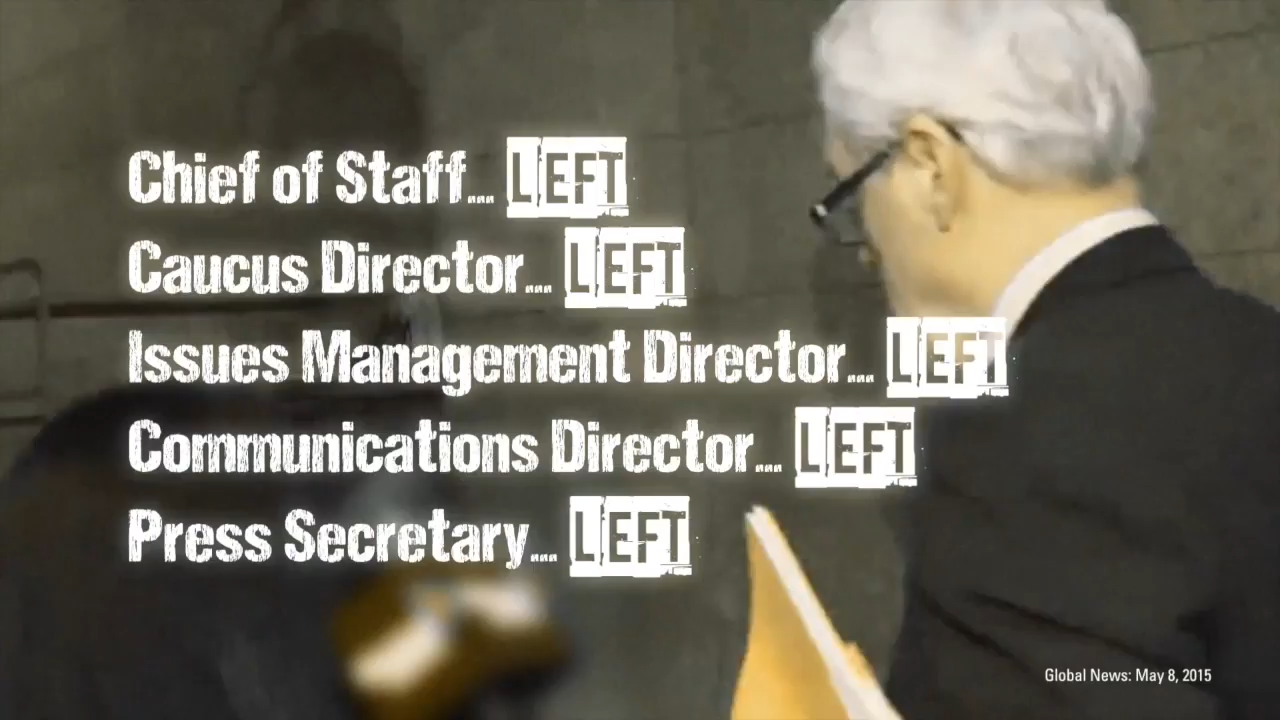 Chief of Staff... LEFT
Caucus Director... LEFT
Issues Management Director... LEFT
Communications Director... LEFT
Press Secretary... LEFT
Global News: May 8, 2015